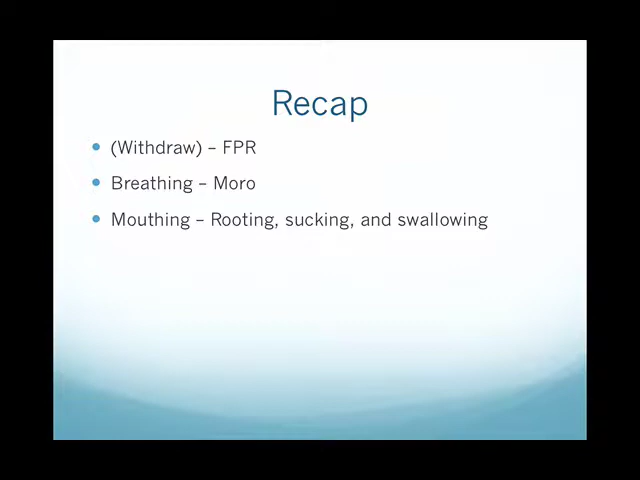 Recap
(Withdraw) – FPR
Breathing – Moro
Mouthing – Rooting, sucking, and swallowing